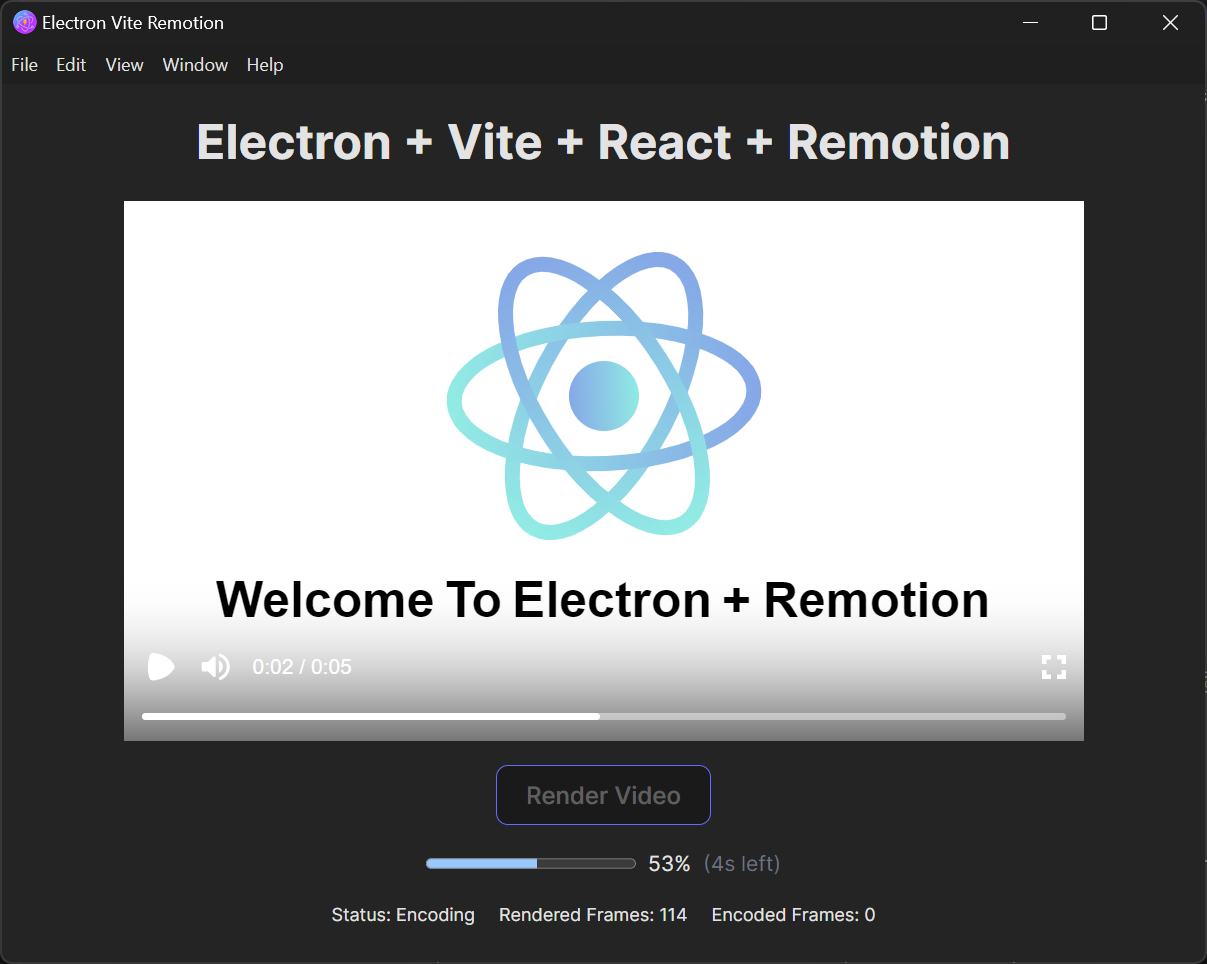 Electron Vite Remotion
File Edit View Window Help
Electron + Vite + React + Remotion
Welcome To Electron + Remotion
0:02 / 0:05
Render Video
53% (4s left)
Status: Encoding Rendered Frames: 114 Encoded Frames: 0